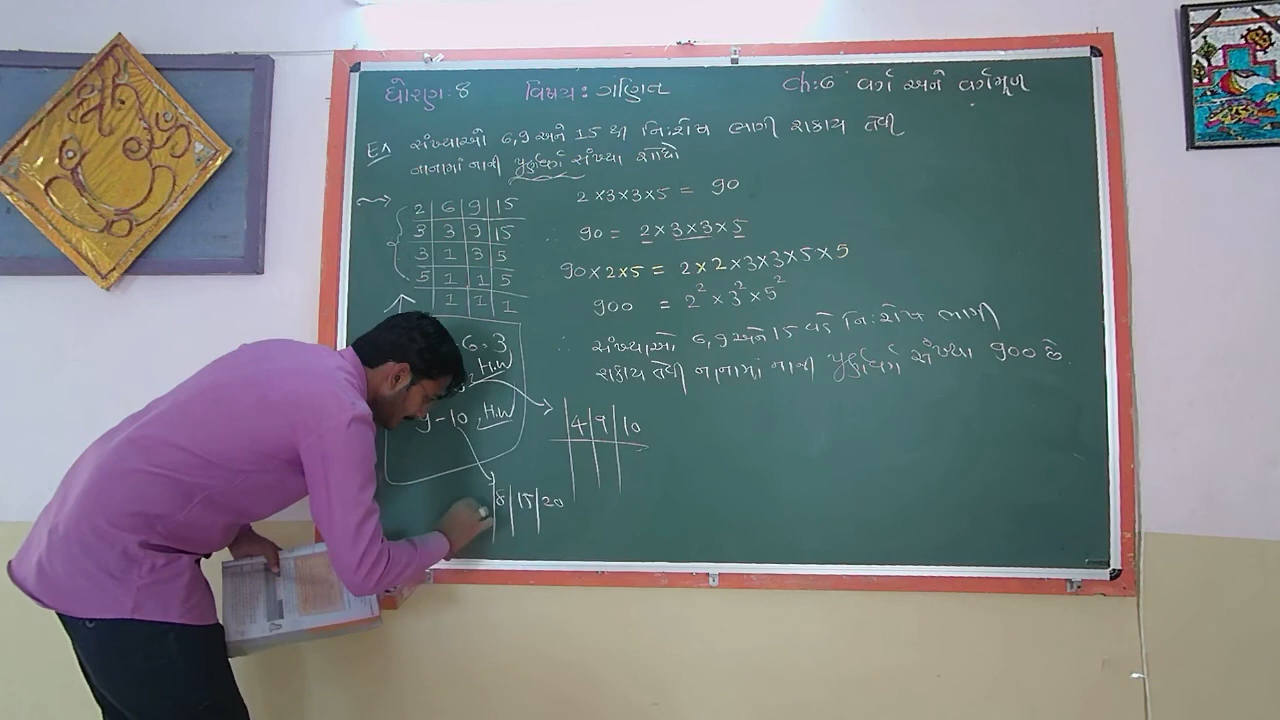 ધોરણ: 8 વિષય: ગણિત Ch: 6 વર્ગ અને વર્ગમૂળ
Ex સંખ્યાઓ 6, 9 અને 15 થી નિ:શેષ ભાગી શકાય તેવી
નાનામાં નાની પૂર્ણવર્ગ સંખ્યા શોધો
2 | 6 | 9 | 15
3 | 3 | 9 | 15
3 | 1 | 3 | 5
5 | 1 | 1 | 5
1 | 1 | 1
2 × 3 × 3 × 5 = 90
∴ 90 = 2 × 3 × 3 × 5
90 × 2 × 5 = 2 × 2 × 3 × 3 × 5 × 5
900 = 2² × 3² × 5²
∴ સંખ્યાઓ 6, 9 અને 15 વડે નિ:શેષ ભાગી
શકાય તેવી નાનામાં નાની પૂર્ણવર્ગ સંખ્યા 900 છે.
6.3
H.W
9-10, H.W
4 | 9 | 10
8 | 15 | 20